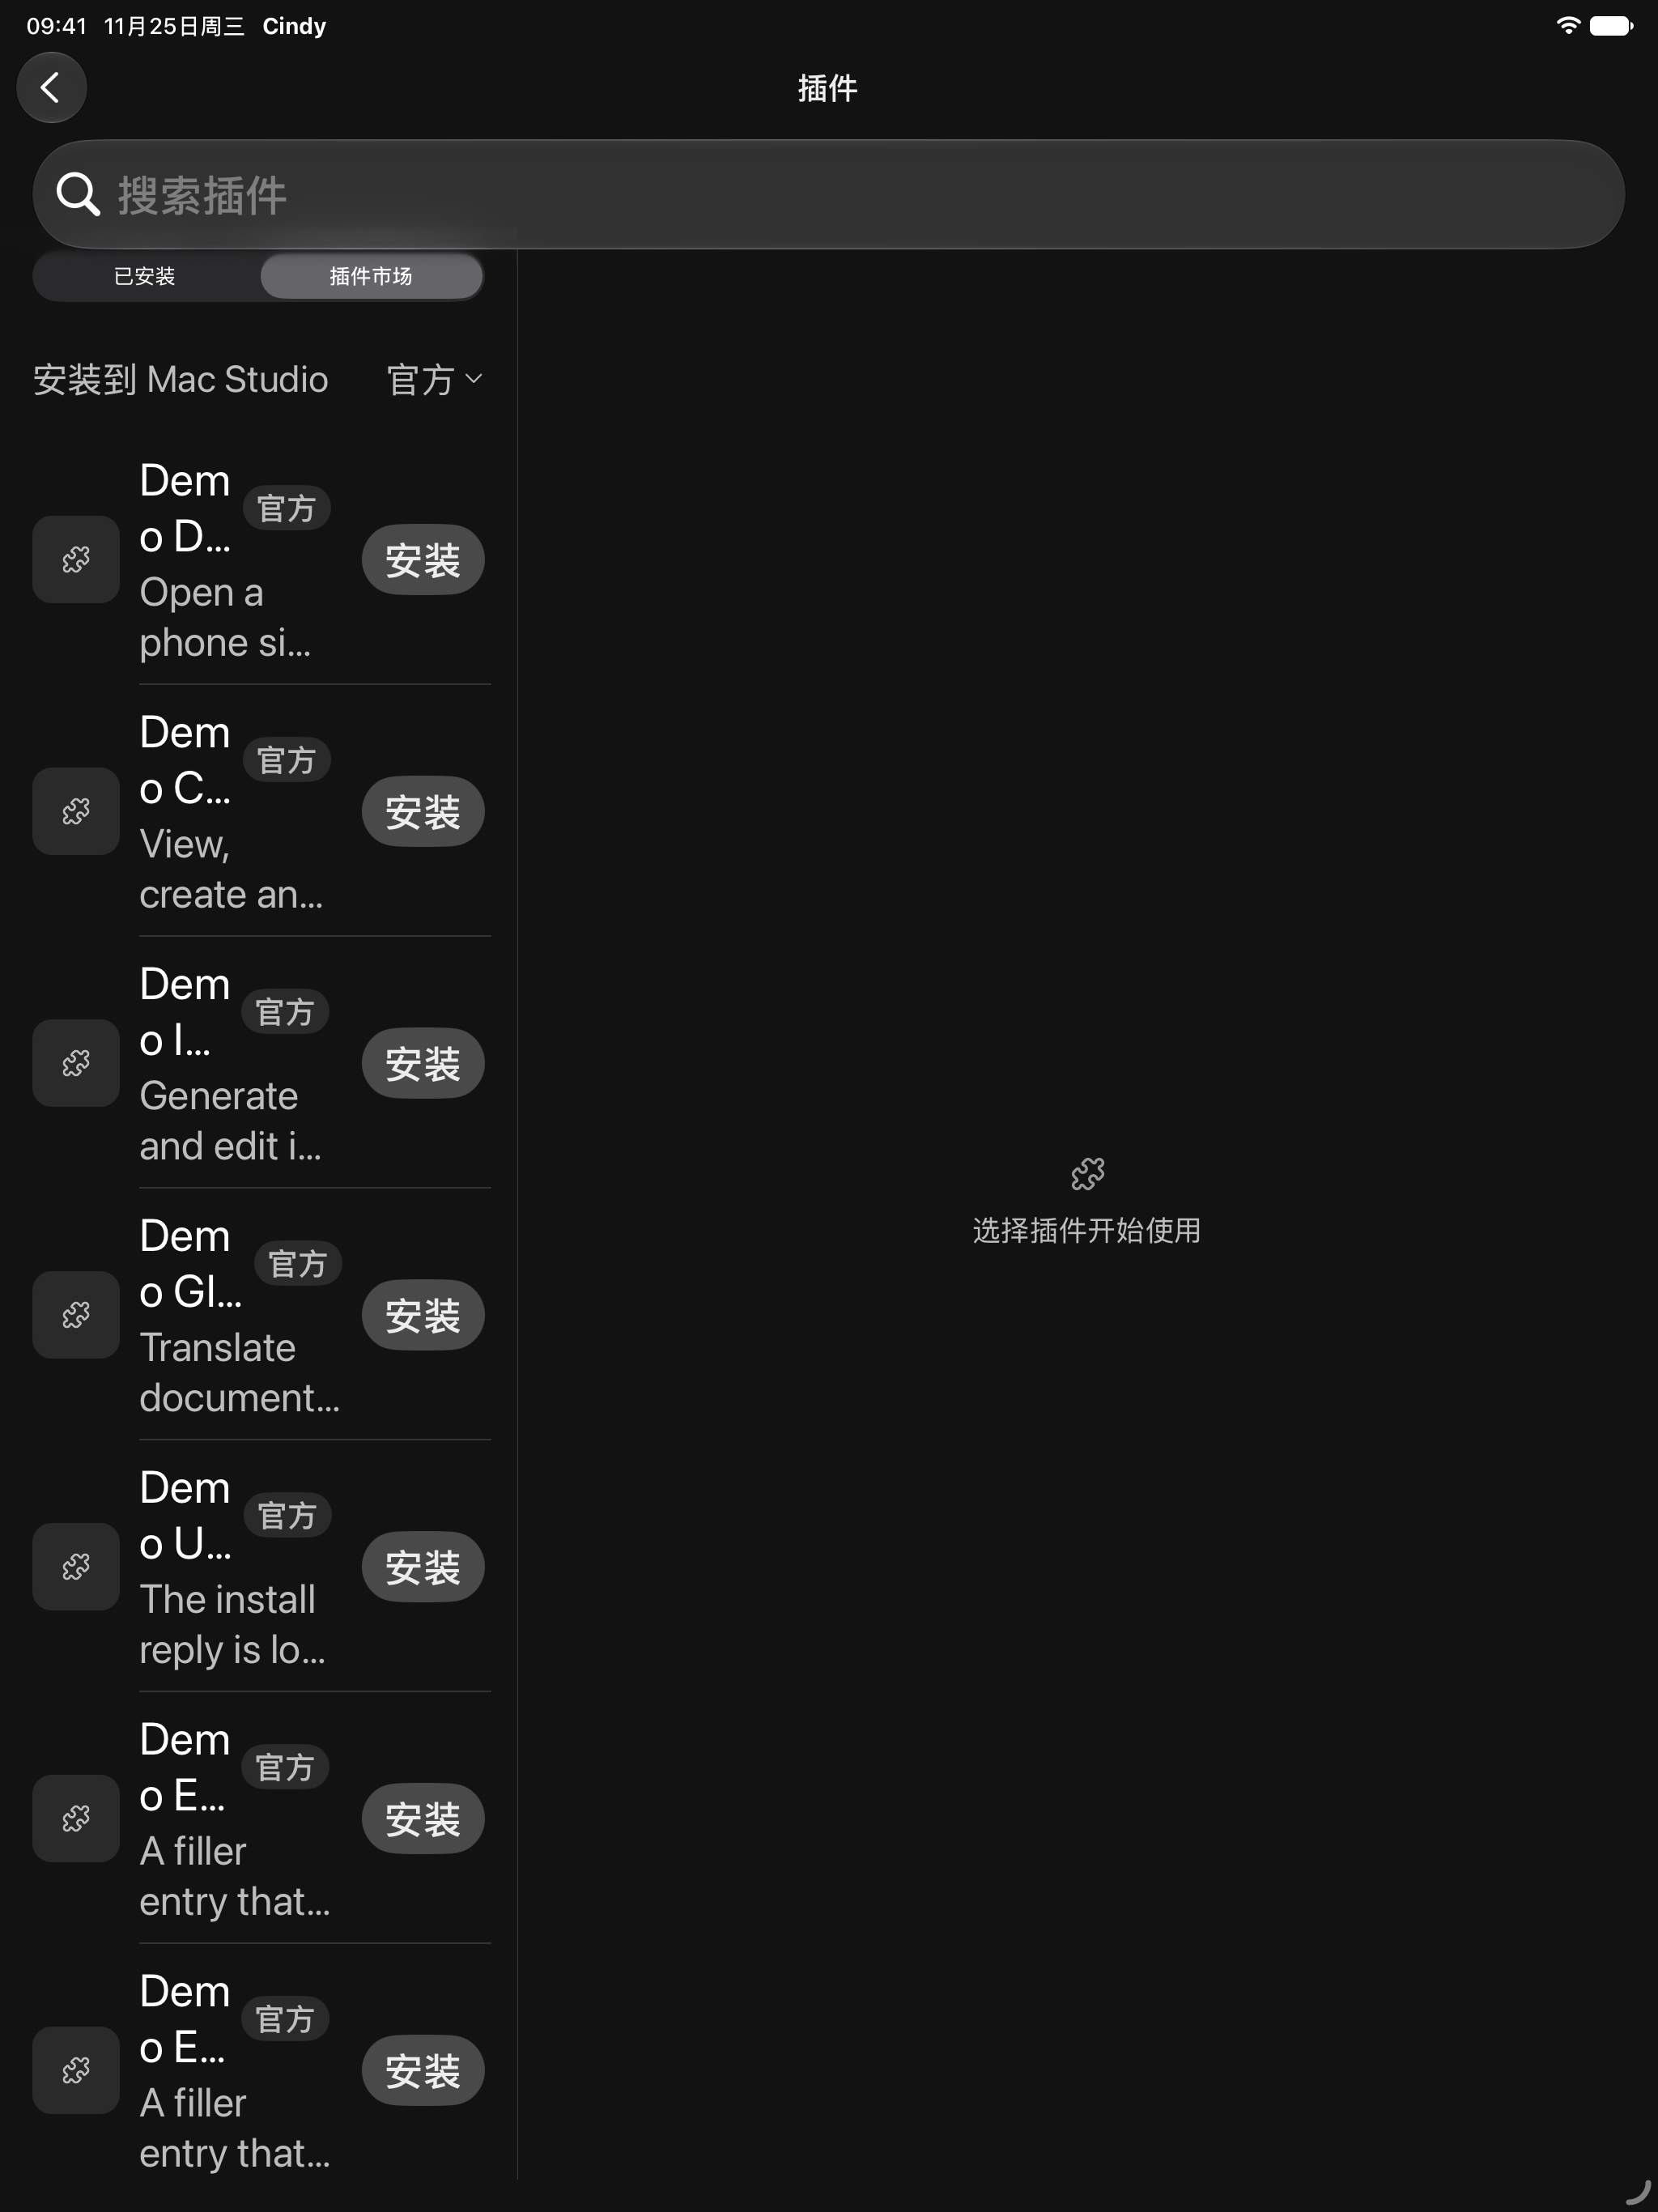 09:41 11月25日周三 Cindy
插件
搜索插件
已安装 插件市场
安装到 Mac Studio 官方
Dem
o D...
官方
Open a
phone si...
安装
Dem
o C...
官方
View,
create an...
安装
Dem
o I...
官方
Generate
and edit i...
安装
Dem
o Gl...
官方
Translate
document...
安装
Dem
o U...
官方
The install
reply is lo...
安装
Dem
o E...
官方
A filler
entry that...
安装
Dem
o E...
官方
A filler
entry that...
安装
选择插件开始使用